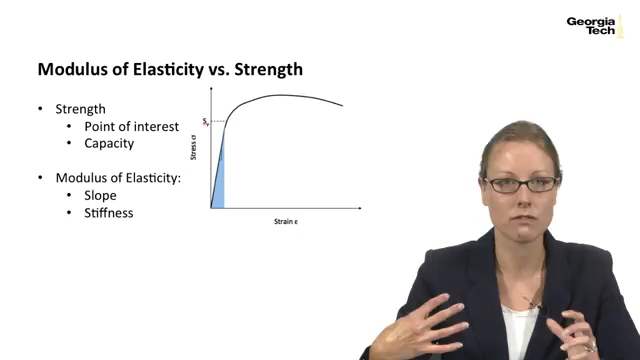 Georgia
Tech
Modulus of Elasticity vs. Strength
• Strength
• Point of interest
• Capacity
• Modulus of Elasticity:
• Slope
• Stiffness
Sy
Stress σ
Strain ε